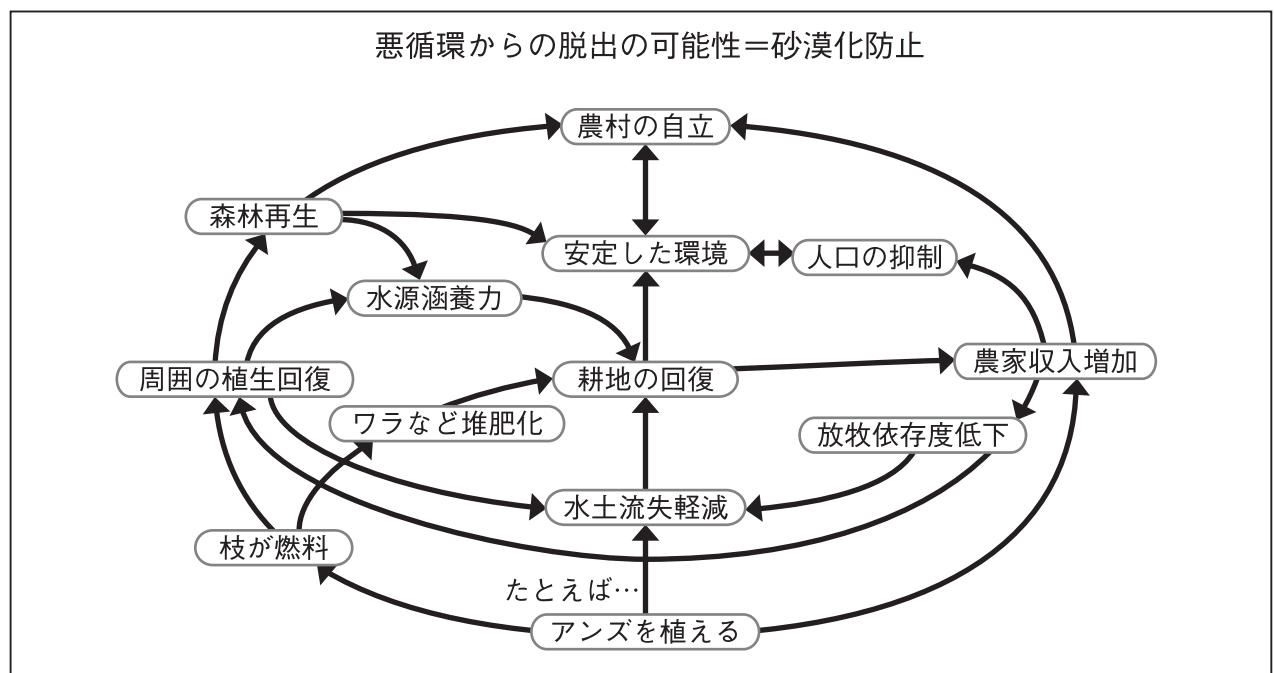 悪循環からの脱出の可能性＝砂漠化防止
農村の自立
森林再生
安定した環境
人口の抑制
水源涵養力
農家収入増加
周囲の植生回復
耕地の回復
ワラなど堆肥化
放牧依存度低下
水土流失軽減
枝が燃料
たとえば…
アンズを植える